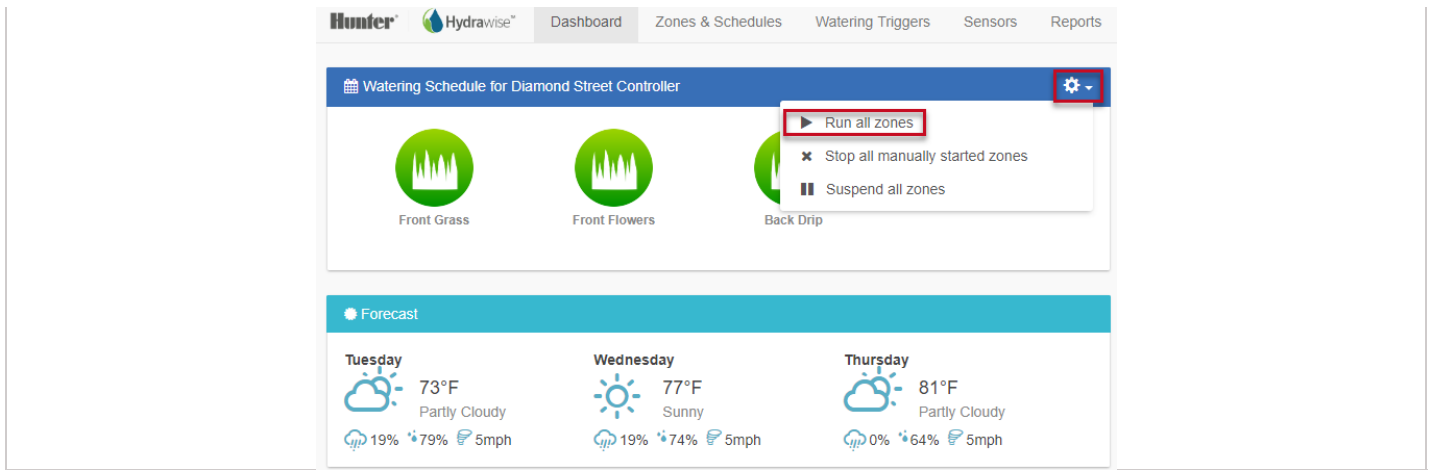 Hunter® Hydrawise™ Dashboard Zones & Schedules Watering Triggers Sensors Reports
Watering Schedule for Diamond Street Controller
Run all zones
Stop all manually started zones
Suspend all zones
Front Grass Front Flowers Back Drip
Forecast
Tuesday Wednesday Thursday
73°F 77°F 81°F
Partly Cloudy Sunny Partly Cloudy
19% 79% 5mph 19% 74% 5mph 0% 64% 5mph